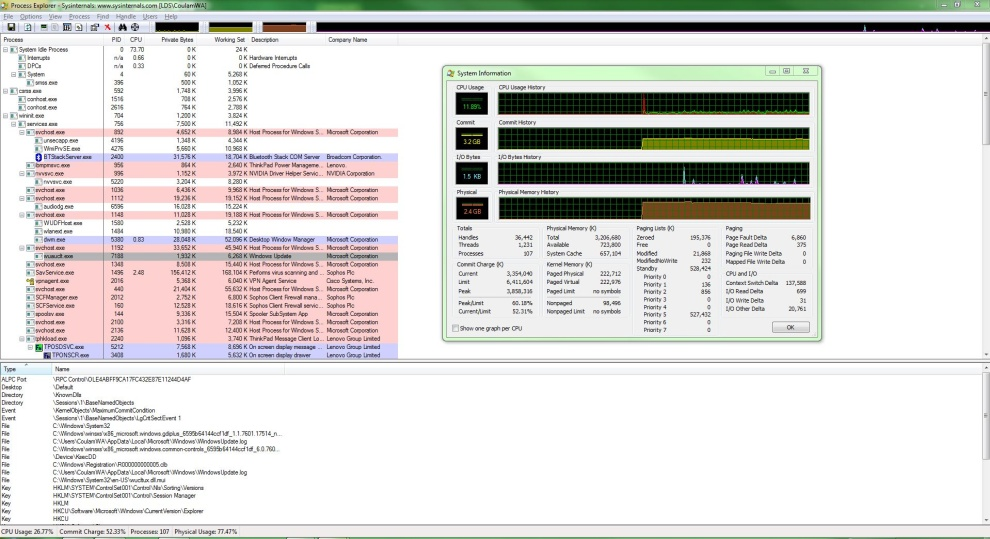 Process Explorer - Sysinternals: www.sysinternals.com [LDS\CoulamWA]
File Options View Process Find Handle Users Help
Process PID CPU Private Bytes Working Set Description Company Name
System Idle Process 0 73.70 0 K 24 K
Interrupts n/a 0.66 0 K 0 K Hardware Interrupts
DPCs n/a 0.33 0 K 0 K Deferred Procedure Calls
System 4 60 K 5,268 K
smss.exe 396 500 K 1,052 K
csrss.exe 592 1,748 K 3,996 K
conhost.exe 1516 708 K 2,576 K
conhost.exe 2616 764 K 2,788 K
wininit.exe 704 1,200 K 3,824 K
services.exe 756 7,500 K 11,492 K
svchost.exe 892 4,652 K 8,984 K Host Process for Windows S... Microsoft Corporation
unsecapp.exe 4196 1,348 K 4,344 K
WmiPrvSE.exe 4276 5,660 K 10,968 K
BTStackServer.exe 2400 31,576 K 18,704 K Bluetooth Stack COM Server Broadcom Corporation.
ibmpmsvc.exe 956 864 K 2,640 K ThinkPad Power Manageme... Lenovo.
nvvsvc.exe 996 1,152 K 3,972 K NVIDIA Driver Helper Servic... NVIDIA Corporation
nvvsvc.exe 5220 3,204 K 8,280 K
svchost.exe 1036 6,436 K 9,968 K Host Process for Windows S... Microsoft Corporation
svchost.exe 1112 19,236 K 19,152 K Host Process for Windows S... Microsoft Corporation
audiodg.exe 6596 16,028 K 15,224 K
svchost.exe 1148 11,028 K 19,188 K Host Process for Windows S... Microsoft Corporation
WUDFHost.exe 1580 2,528 K 5,232 K
wlanext.exe 1484 10,980 K 18,540 K
dwm.exe 5380 0.83 28,048 K 52,096 K Desktop Window Manager Microsoft Corporation
svchost.exe 1192 33,652 K 45,940 K Host Process for Windows S... Microsoft Corporation
wuauclt.exe 7188 1,932 K 6,268 K Windows Update Microsoft Corporation
svchost.exe 1348 8,508 K 15,440 K Host Process for Windows S... Microsoft Corporation
SavService.exe 1496 2.48 156,412 K 168,104 K Performs virus scanning and ... Sophos Plc
vpnagent.exe 2016 5,368 K 6,040 K VPN Agent Service Cisco Systems, Inc.
svchost.exe 440 21,404 K 55,632 K Host Process for Windows S... Microsoft Corporation
SCFManager.exe 2012 2,752 K 6,800 K Sophos Client Firewall mana... Sophos Plc
SCFService.exe 160 12,528 K 18,616 K Sophos Client Firewall servic... Sophos Plc
spoolsv.exe 144 9,336 K 15,504 K Spooler SubSystem App Microsoft Corporation
svchost.exe 2100 3,316 K 7,208 K Host Process for Windows S... Microsoft Corporation
svchost.exe 2136 11,628 K 12,400 K Host Process for Windows S... Microsoft Corporation
tphkload.exe 2240 1,096 K 3,740 K ThinkPad Message Client Lo... Lenovo Group Limited
TPOSDSVC.exe 5212 7,568 K 8,696 K On screen display message ... Lenovo Group Limited
TPONSCR.exe 3408 1,680 K 5,632 K On screen display drawer Lenovo Group Limited
System Information
CPU Usage CPU Usage History
11.89%
Commit Commit History
3.2 GB
I/O Bytes I/O Bytes History
1.5 KB
Physical Physical Memory History
2.4 GB
Totals
Handles 36,442
Threads 1,231
Processes 107
Commit Charge (K)
Current 3,354,040
Limit 6,411,604
Peak 3,858,316
Peak/Limit 60.18%
Current/Limit 52.31%
Show one graph per CPU
Physical Memory (K)
Total 3,206,680
Available 723,800
System Cache 657,104
Kernel Memory (K)
Paged Physical 222,712
Paged Virtual 222,976
Paged Limit no symbols
Nonpaged 98,496
Nonpaged Limit no symbols
Paging Lists (K)
Zeroed 195,376
Free 0
Modified 21,868
ModifiedNoWrite 232
Standby 528,424
Priority 0 0
Priority 1 136
Priority 2 856
Priority 3 0
Priority 4 0
Priority 5 527,432
Priority 6 0
Priority 7 0
Paging
Page Fault Delta 6,860
Page Read Delta 375
Paging File Write Delta 0
Mapped File Write Delta 0
CPU and I/O
Context Switch Delta 137,588
I/O Read Delta 699
I/O Write Delta 31
I/O Other Delta 20,761
OK
Type Name
ALPC Port \RPC Control\OLE4ABFF9CA17FC432E87E11244D4AF
Desktop \Default
Directory \KnownDlls
Directory \Sessions\1\BaseNamedObjects
Event \KernelObjects\MaximumCommitCondition
Event \Sessions\1\BaseNamedObjects\LgCritSectEvent 1
File C:\Windows\System32
File C:\Windows\winsxs\x86_microsoft.windows.gdiplus_6595b64144ccf1df_1.1.7601.17514_n...
File C:\Users\CoulamWA\AppData\Local\Microsoft\Windows\WindowsUpdate.log
File C:\Windows\winsxs\x86_microsoft.windows.common-controls_6595b64144ccf1df_6.0.760...
File \Device\KsecDD
File C:\Windows\Registration\R000000000005.clb
File C:\Users\CoulamWA\AppData\Local\Microsoft\Windows\WindowsUpdate.log
File C:\Windows\System32\en-US\wucltux.dll.mui
Key HKLM\SYSTEM\ControlSet001\Control\Nls\Sorting\Versions
Key HKLM\SYSTEM\ControlSet001\Control\Session Manager
Key HKLM
Key HKCU\Software\Microsoft\Windows\CurrentVersion\Explorer
Key HKCU
CPU Usage: 26.77% Commit Charge: 52.33% Processes: 107 Physical Usage: 77.47%